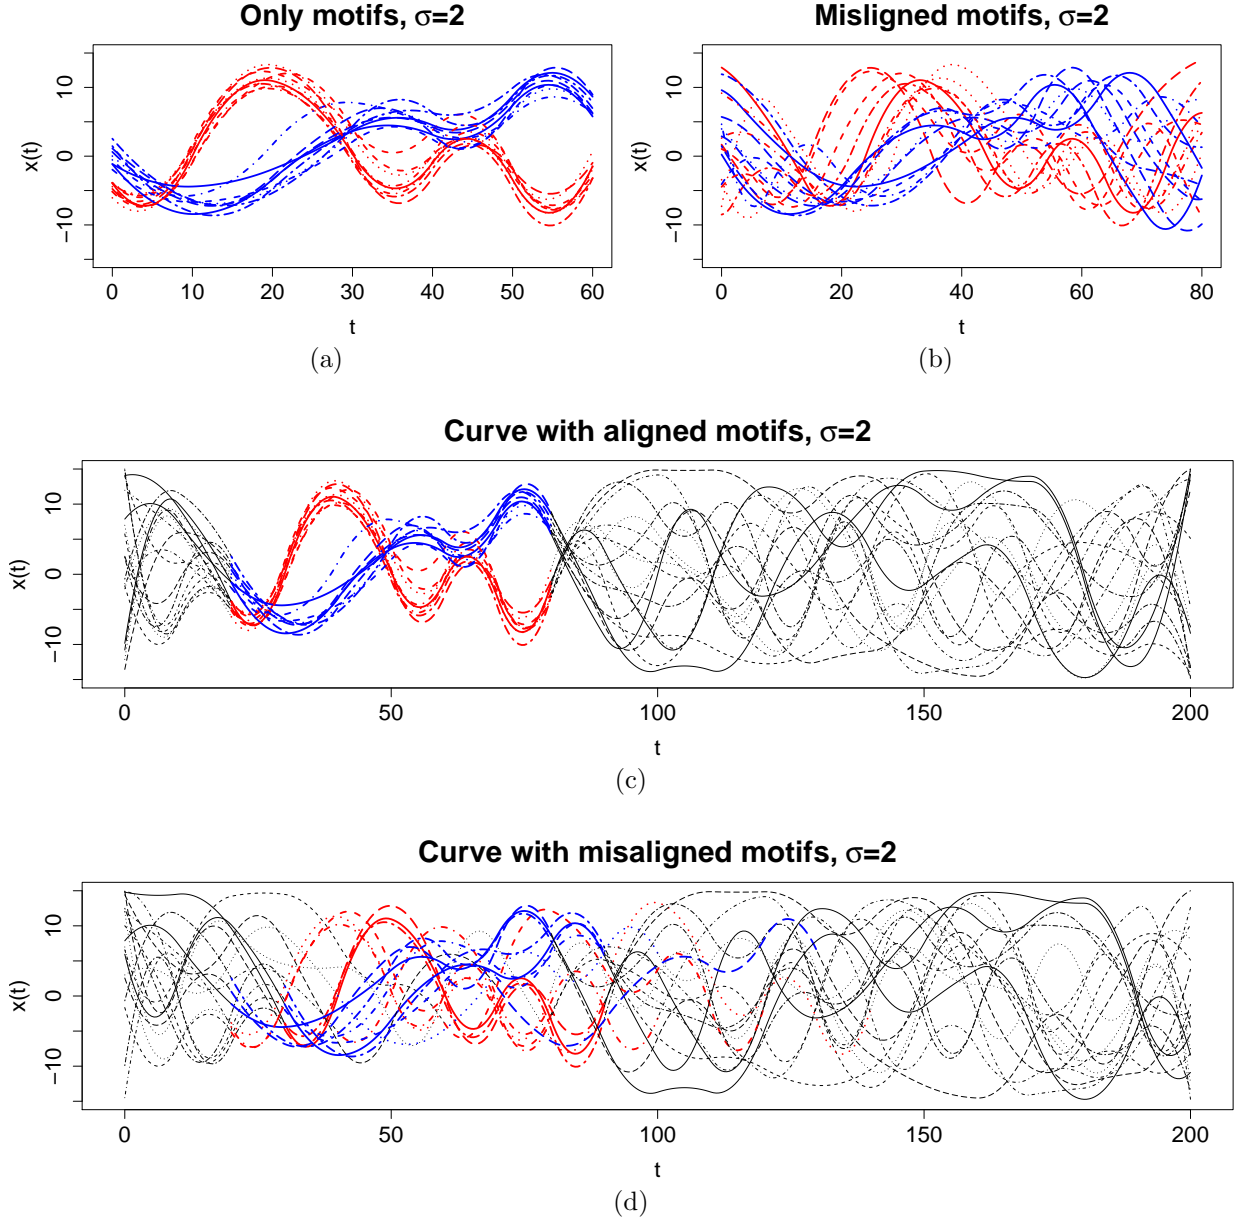 Only motifs, σ=2
x(t)
10
0
−10
0 10 20 30 40 50 60
t
(a)
Misligned motifs, σ=2
x(t)
10
0
−10
0 20 40 60 80
t
(b)
Curve with aligned motifs, σ=2
x(t)
10
0
−10
0 50 100 150 200
t
(c)
Curve with misaligned motifs, σ=2
x(t)
10
0
−10
0 50 100 150 200
t
(d)